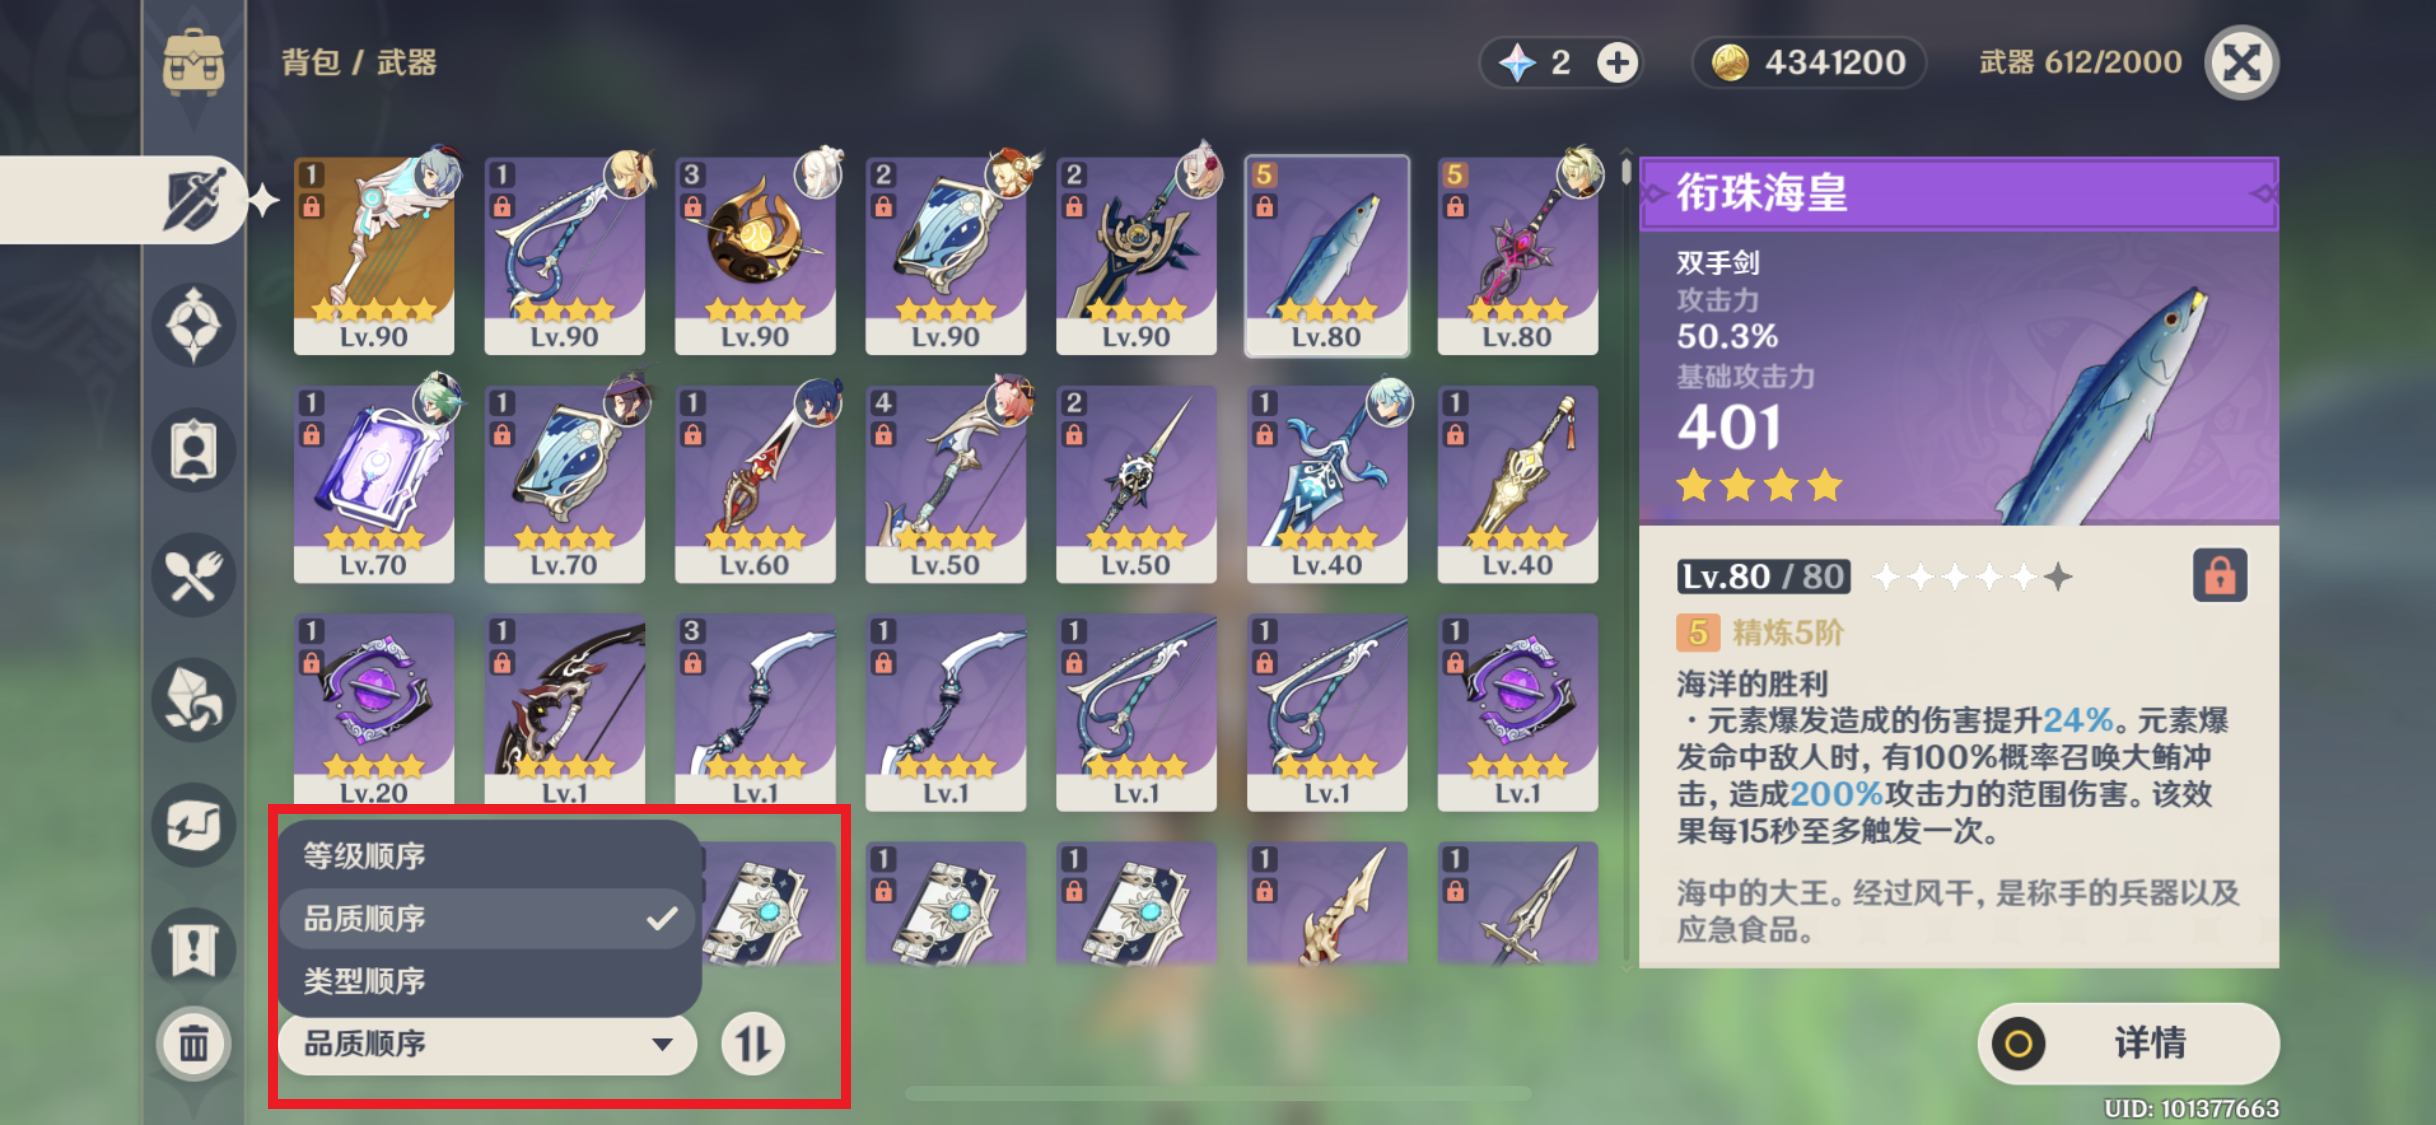 背包 / 武器
2
4341200
武器 612/2000
1
Lv.90
1
Lv.90
3
Lv.90
2
Lv.90
2
Lv.90
5
Lv.80
5
Lv.80
1
Lv.70
1
Lv.70
1
Lv.60
4
Lv.50
2
Lv.50
1
Lv.40
1
Lv.40
1
Lv.20
1
Lv.1
3
Lv.1
1
Lv.1
1
Lv.1
1
Lv.1
1
Lv.1
1
1
1
1
等级顺序
品质顺序
类型顺序
品质顺序
衔珠海皇
双手剑
攻击力
50.3%
基础攻击力
401
Lv.80 / 80
5 精炼5阶
海洋的胜利
·元素爆发造成的伤害提升24%。元素爆
发命中敌人时，有100%概率召唤大鲔冲
击，造成200%攻击力的范围伤害。该效
果每15秒至多触发一次。
海中的大王。经过风干，是称手的兵器以及
应急食品。
详情
UID: 101377663